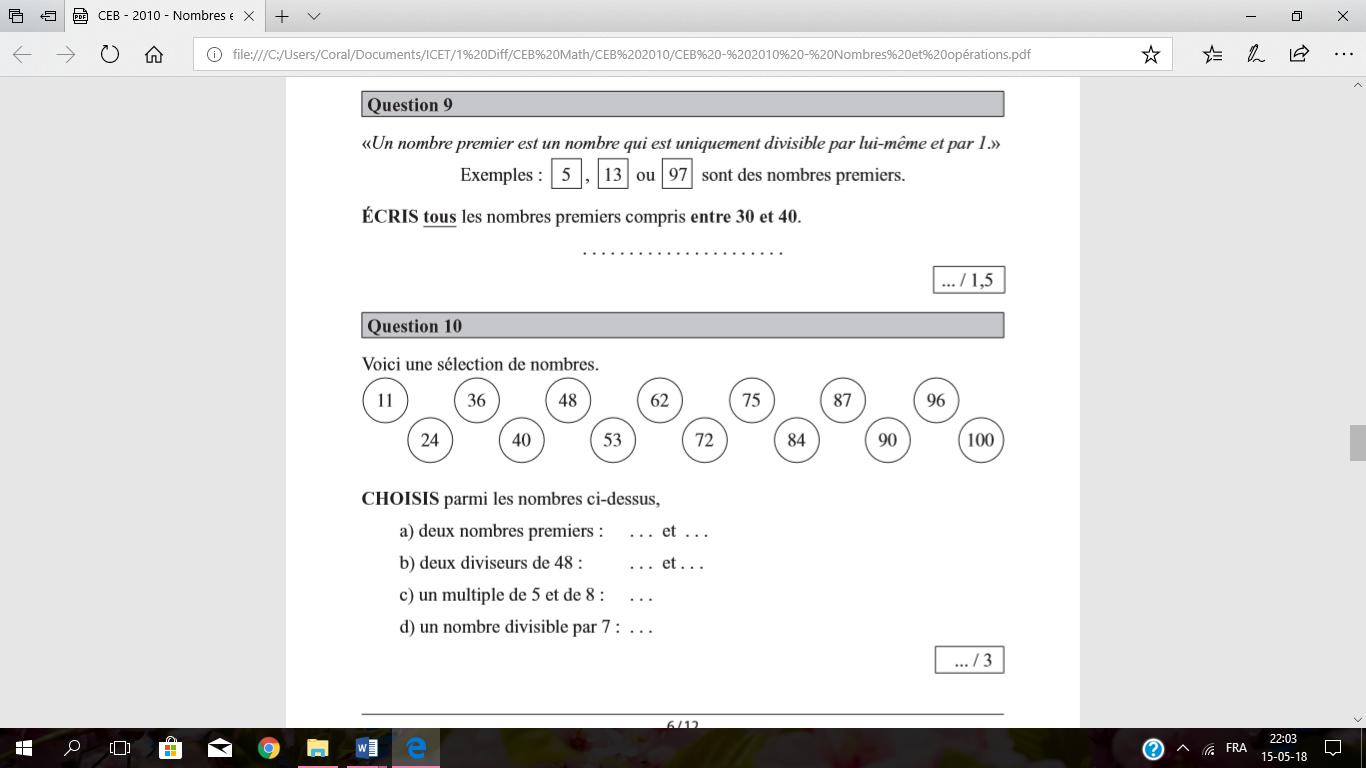 CEB - 2010 - Nombres e
file:///C:/Users/Coral/Documents/ICET/1%20Diff/CEB%20Math/CEB%202010/CEB%20-%202010%20-%20Nombres%20et%20opérations.pdf
Question 9
«Un nombre premier est un nombre qui est uniquement divisible par lui-même et par 1.»
Exemples : 5 , 13 ou 97 sont des nombres premiers.
ÉCRIS tous les nombres premiers compris entre 30 et 40.
. . . . . . . . . . . . . . . . . . . . . .
... / 1,5
Question 10
Voici une sélection de nombres.
11 36 48 62 75 87 96
24 40 53 72 84 90 100
CHOISIS parmi les nombres ci-dessus,
a) deux nombres premiers : . . . et . . .
b) deux diviseurs de 48 : . . . et . . .
c) un multiple de 5 et de 8 : . . .
d) un nombre divisible par 7 : . . .
... / 3
6/12
FRA
22:03
15-05-18